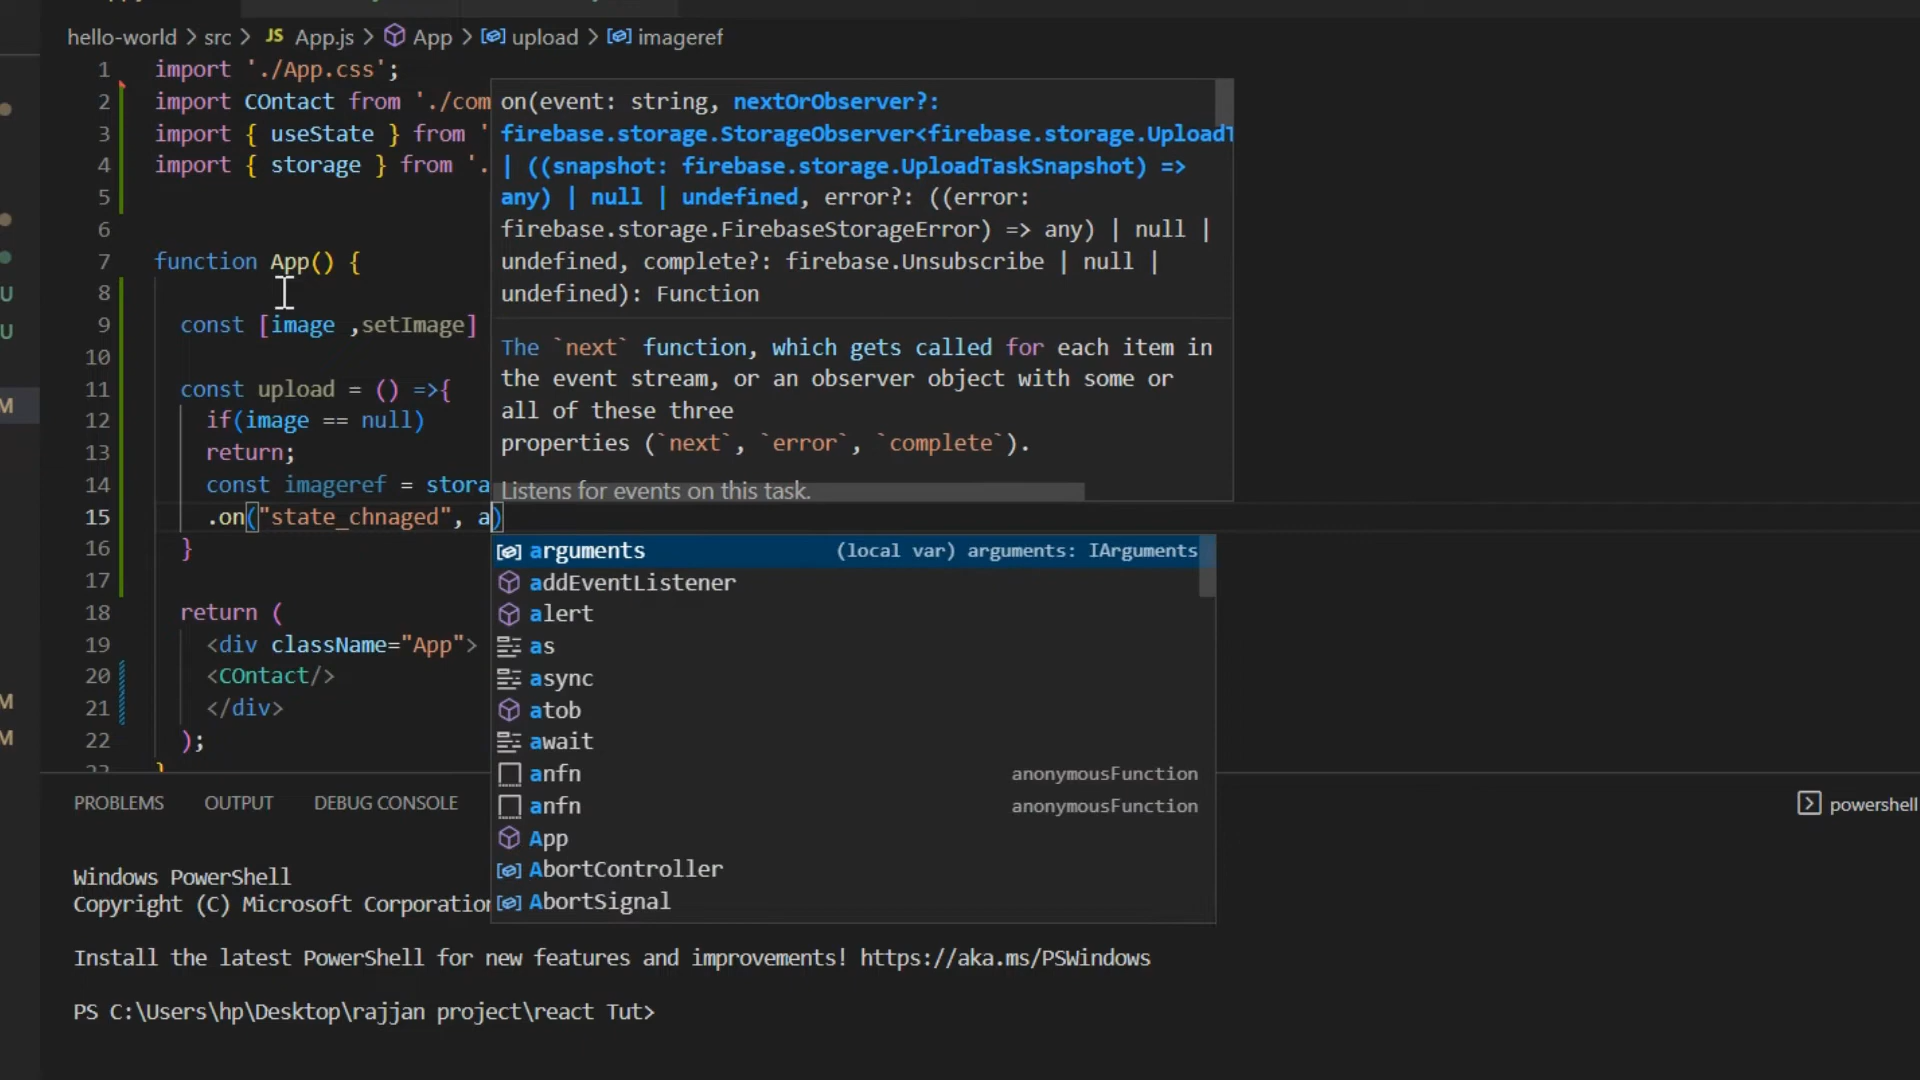 hello-world > src > JS App.js > App > upload > imageref
1 import './App.css';
2 import COntact from './com
3 import { useState } from '
4 import { storage } from '.
5
6
7 function App() {
8
9 const [image ,setImage]
10
11 const upload = () =>{
12 if(image == null)
13 return;
14 const imageref = stora
15 .on("state_chnaged", a)
16 }
17
18 return (
19 <div className="App">
20 <COntact/>
21 </div>
22 );
23 }
on(event: string, nextOrObserver?:
firebase.storage.StorageObserver<firebase.storage.UploadT
| ((snapshot: firebase.storage.UploadTaskSnapshot) =>
any) | null | undefined, error?: ((error:
firebase.storage.FirebaseStorageError) => any) | null |
undefined, complete?: firebase.Unsubscribe | null |
undefined): Function
The `next` function, which gets called for each item in
the event stream, or an observer object with some or
all of these three
properties (`next`, `error`, `complete`).
Listens for events on this task.
arguments (local var) arguments: IArguments
addEventListener
alert
as
async
atob
await
anfn anonymousFunction
anfn anonymousFunction
App
AbortController
AbortSignal
U
U
M
M
M
PROBLEMS OUTPUT DEBUG CONSOLE
powershell
Windows PowerShell
Copyright (C) Microsoft Corporation
Install the latest PowerShell for new features and improvements! https://aka.ms/PSWindows
PS C:\Users\hp\Desktop\rajjan project\react Tut>